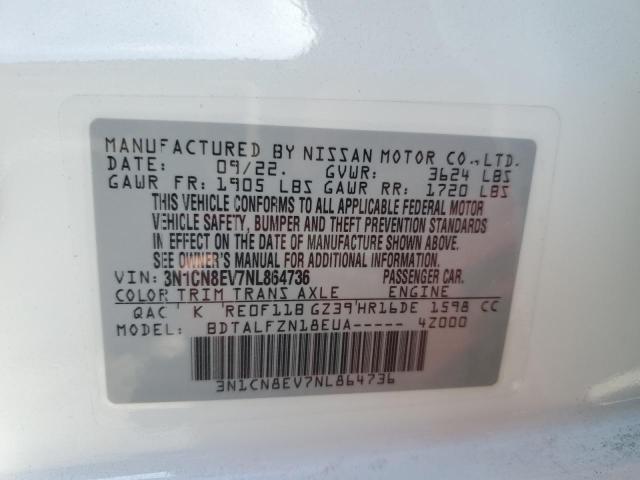 MANUFACTURED BY NISSAN MOTOR CO., LTD.
DATE: 09/22. GVWR: 3624 LBS
GAWR FR: 1905 LBS GAWR RR: 1720 LBS
THIS VEHICLE CONFORMS TO ALL APPLICABLE FEDERAL MOTOR
VEHICLE SAFETY, BUMPER AND THEFT PREVENTION STANDARDS
IN EFFECT ON THE DATE OF MANUFACTURE SHOWN ABOVE.
SEE OWNER'S MANUAL FOR ADDITIONAL INFORMATION.
VIN: 3N1CN8EV7NL864736 PASSENGER CAR.
COLOR TRIM TRANS AXLE ENGINE
QAC ' K 'RE0F11B GZ39'HR16DE 1598 CC
MODEL: BDTALFZN18EUA----- 4Z000
3N1CN8EV7NL864736